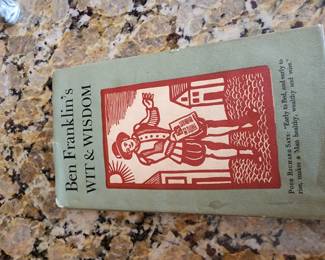 Ben Franklin's
WIT & WISDOM
POOR RICHARD SAYS: "Early to Bed, and early to
rise, makes a Man healthy, wealthy and wise."